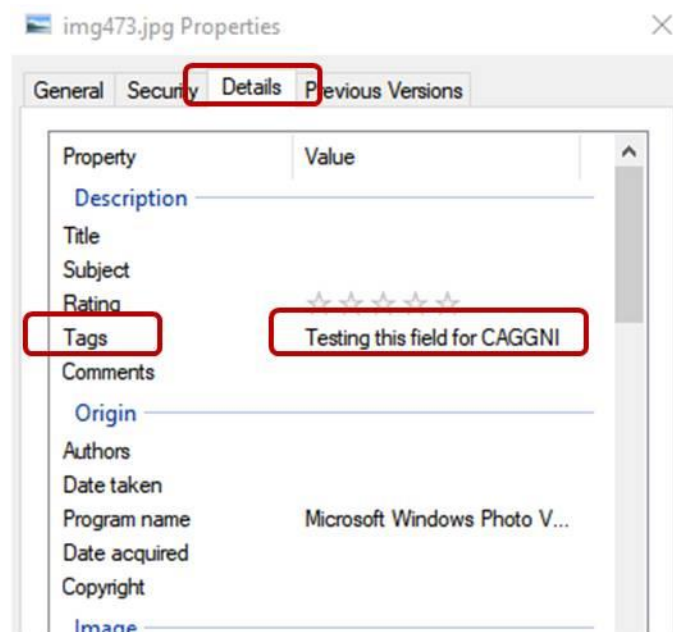 img473.jpg Properties
General Security Details Previous Versions
Property Value
Description
Title
Subject
Rating
Tags Testing this field for CAGGNI
Comments
Origin
Authors
Date taken
Program name Microsoft Windows Photo V...
Date acquired
Copyright
Image